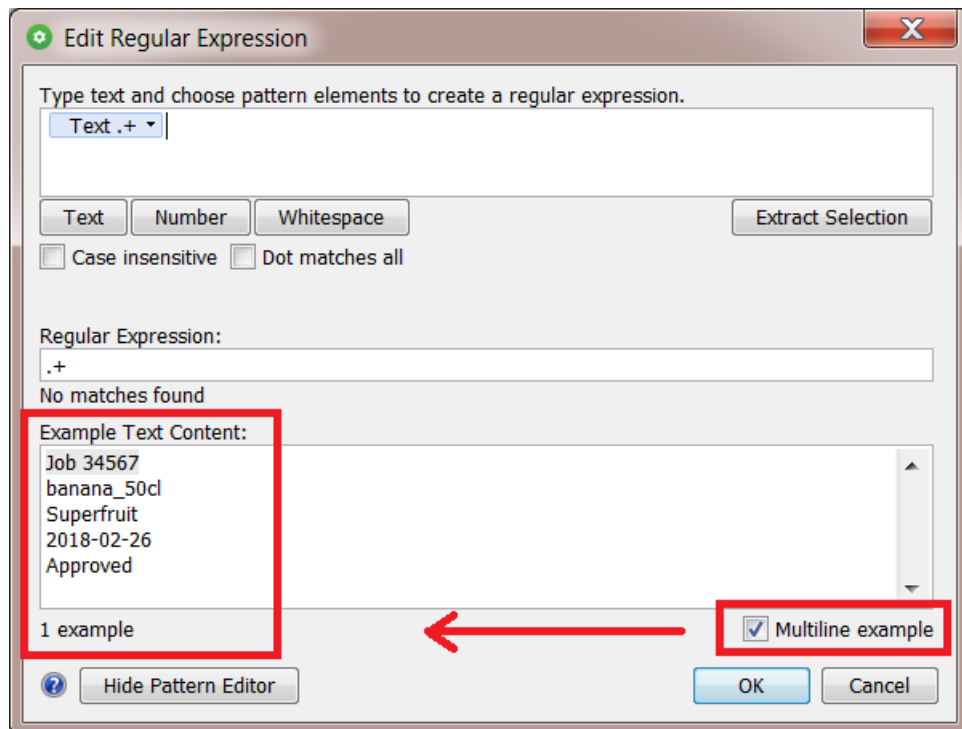 Edit Regular Expression
X
Type text and choose pattern elements to create a regular expression.
Text .+
Text Number Whitespace Extract Selection
Case insensitive Dot matches all
Regular Expression:
.+
No matches found
Example Text Content:
Job 34567
banana_50cl
Superfruit
2018-02-26
Approved
1 example Multiline example
? Hide Pattern Editor OK Cancel